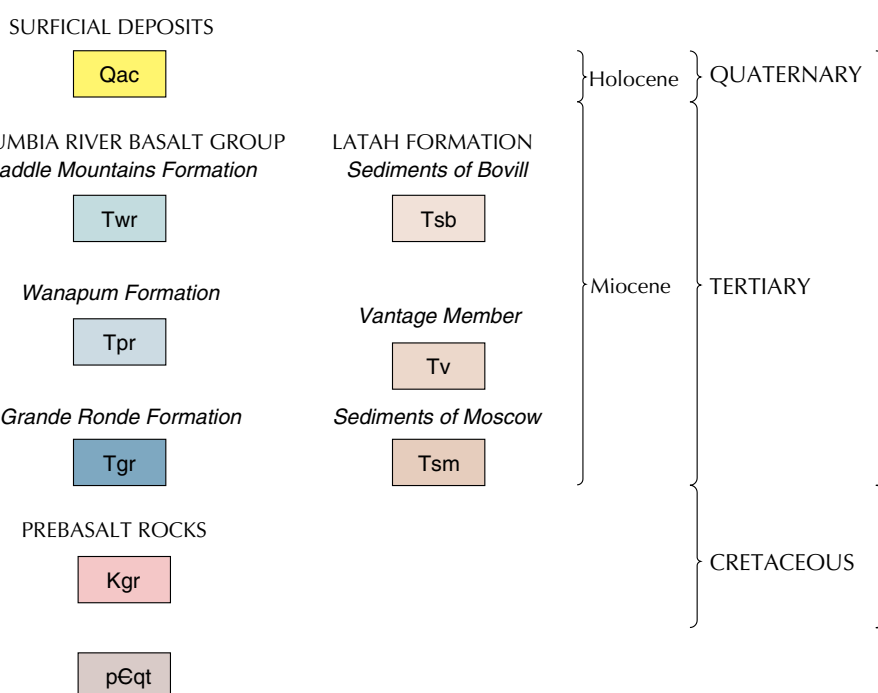 SURFICIAL DEPOSITS
Qac
Holocene QUATERNARY
UMBIA RIVER BASALT GROUP LATAH FORMATION
addle Mountains Formation Sediments of Bovill
Twr Tsb
Wanapum Formation
Miocene TERTIARY
Vantage Member
Tpr
Tv
Grande Ronde Formation Sediments of Moscow
Tgr Tsm
PREBASALT ROCKS
Kgr
CRETACEOUS
pꞒqt